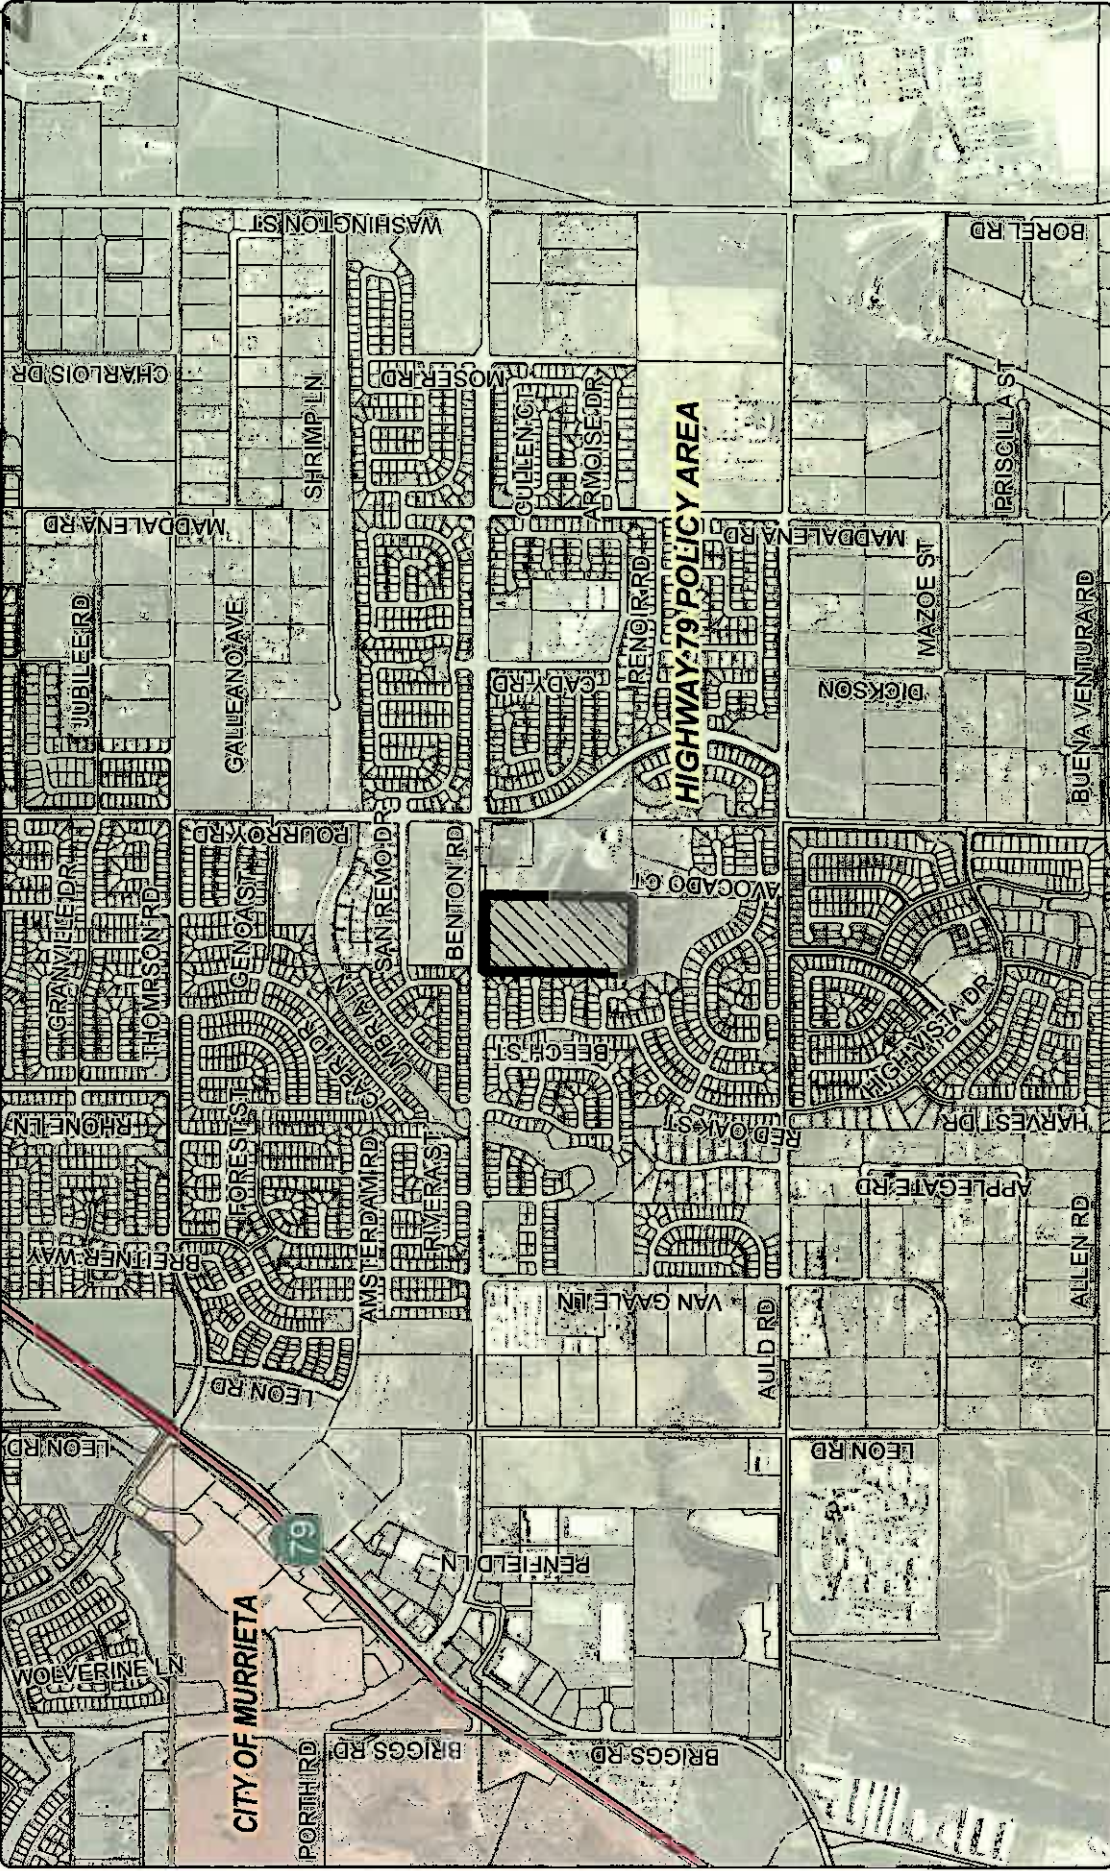 WASHINGTON ST
BOREL RD
CHARLOIS DR
SHRIMP LN
MOSER RD
CULLEN CT
ARMOISE DR
HIGHWAY 79 POLICY AREA
PRISCILLA ST
MADDALENA RD
MADDALENA RD
MADDALENA RD
JUBILEE RD
GALLEANO AVE
CADY RD
MAZOE ST
DICKSON
BUENA VENTURA RD
POURROY RD
SAN REMO DR
BENTON RD
AVOCADO CT
GRANVILLE DR
THOMPSON RD
GENOA ST
UMBRIA LN
BEECH ST
HIGH VISTA DR
RHONE LN
FOREST ST
RIVERA ST
RED OAK ST
HARVEST DR
APPLEGATE RD
BREITNER WAY
AMSTERDAM RD
VAN GAALE LN
AULD RD
ALLEN RD
LEON RD
LEON RD
LEON RD
79
PENFIELD LN
WOLVERINE LN
CITY OF MURRIETA
PORTH RD
BRIGGS RD
BRIGGS RD